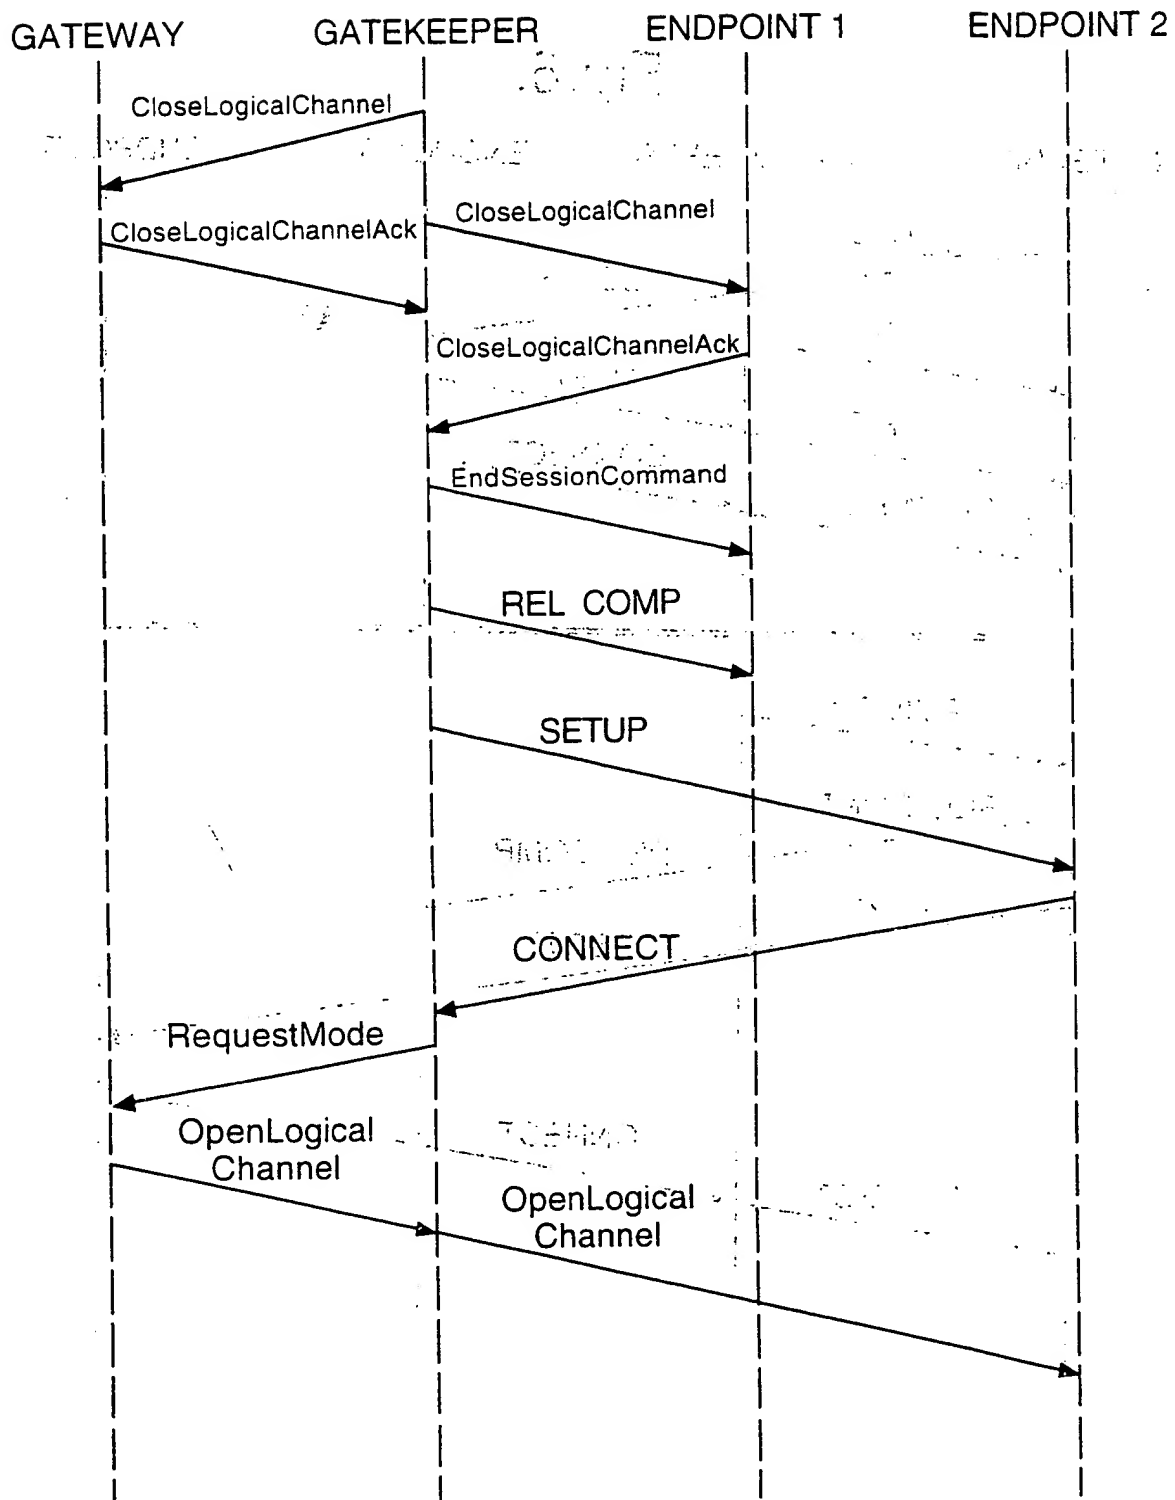 GATEWAY GATEKEEPER ENDPOINT 1 ENDPOINT 2
CloseLogicalChannel
CloseLogicalChannel
CloseLogicalChannelAck
CloseLogicalChannelAck
EndSessionCommand
REL COMP
SETUP
CONNECT
RequestMode
OpenLogical
Channel
OpenLogical
Channel